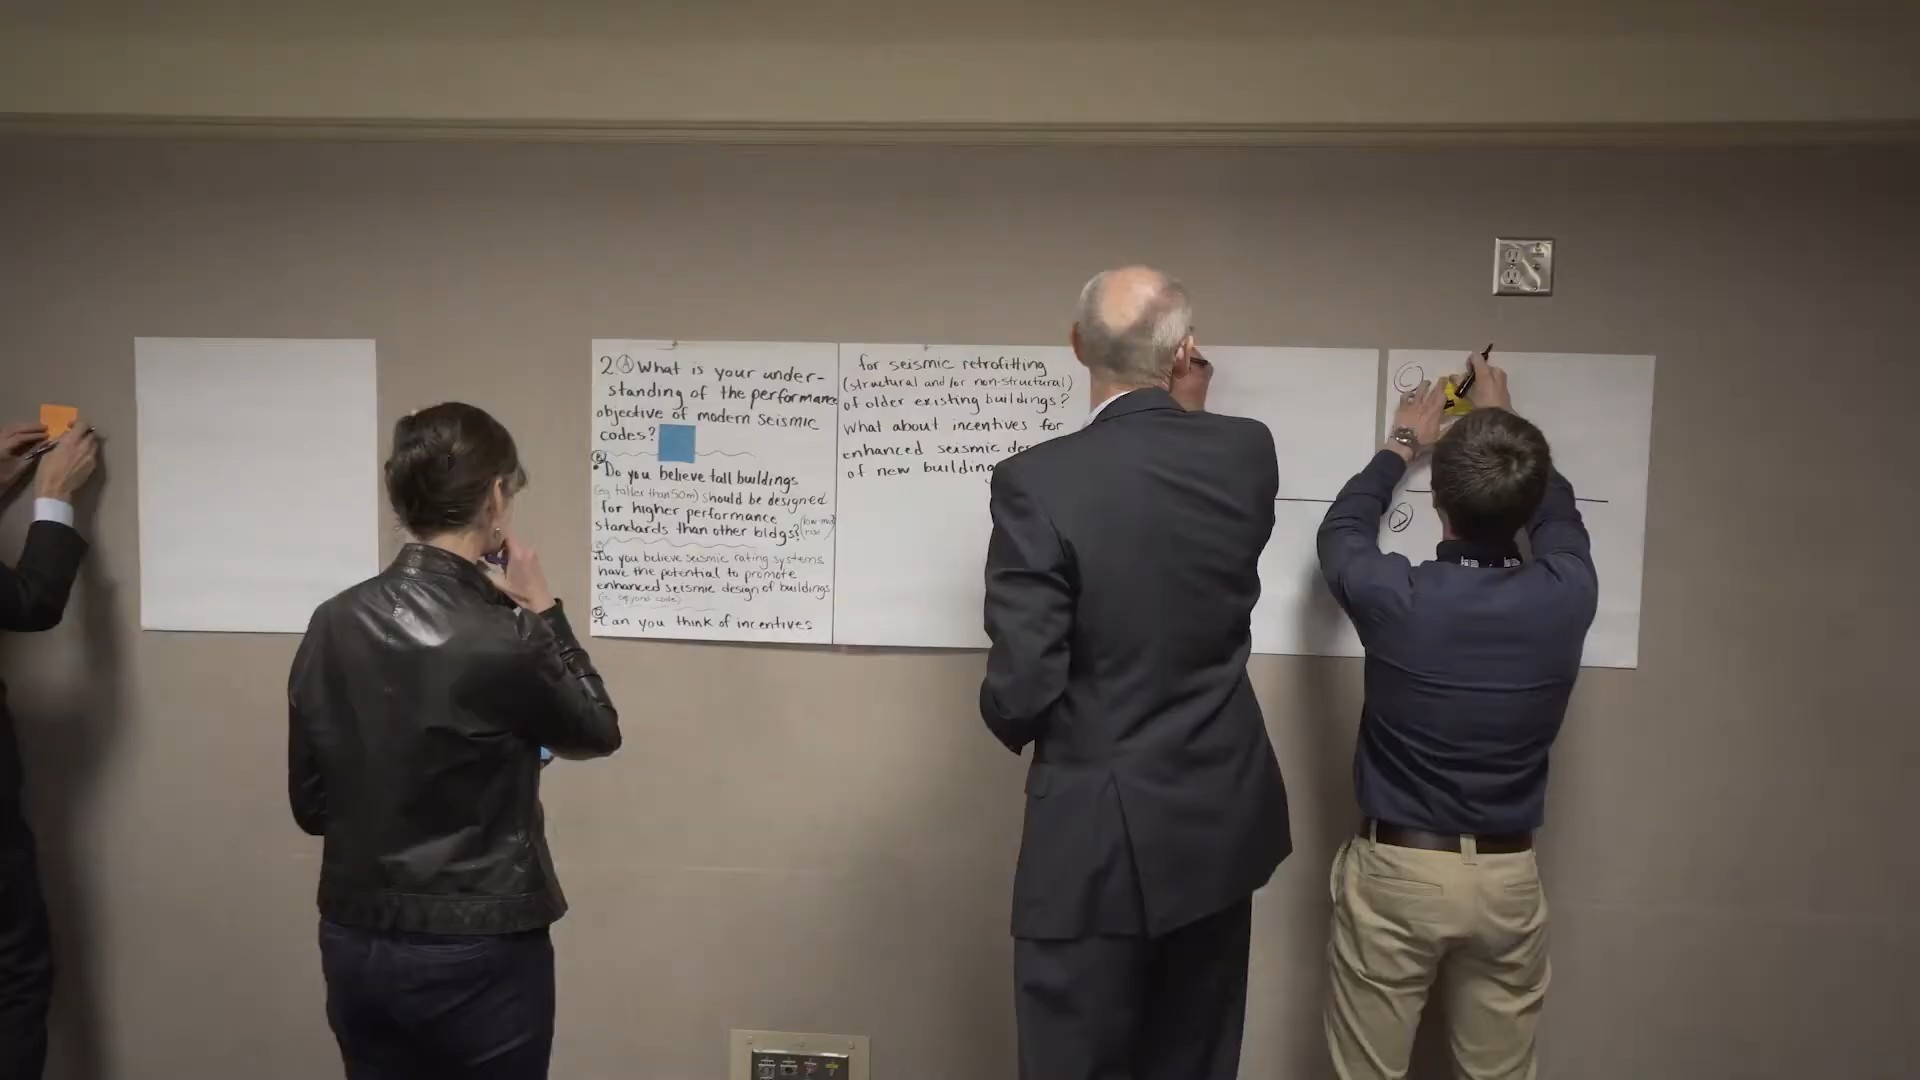 2. Ⓐ What is your under-
standing of the performance
objective of modern seismic
codes?
Ⓑ
• Do you believe tall buildings
(eg taller than 50m) should be designed
for higher performance
standards than other bldgs?
• Do you believe seismic rating systems
have the potential to promote
enhanced seismic design of buildings
(ie. beyond code)
• Can you think of incentives
for seismic retrofitting
(structural and/or non-structural)
of older existing buildings?
What about incentives for
enhanced seismic
of new building
Ⓒ
Ⓓ